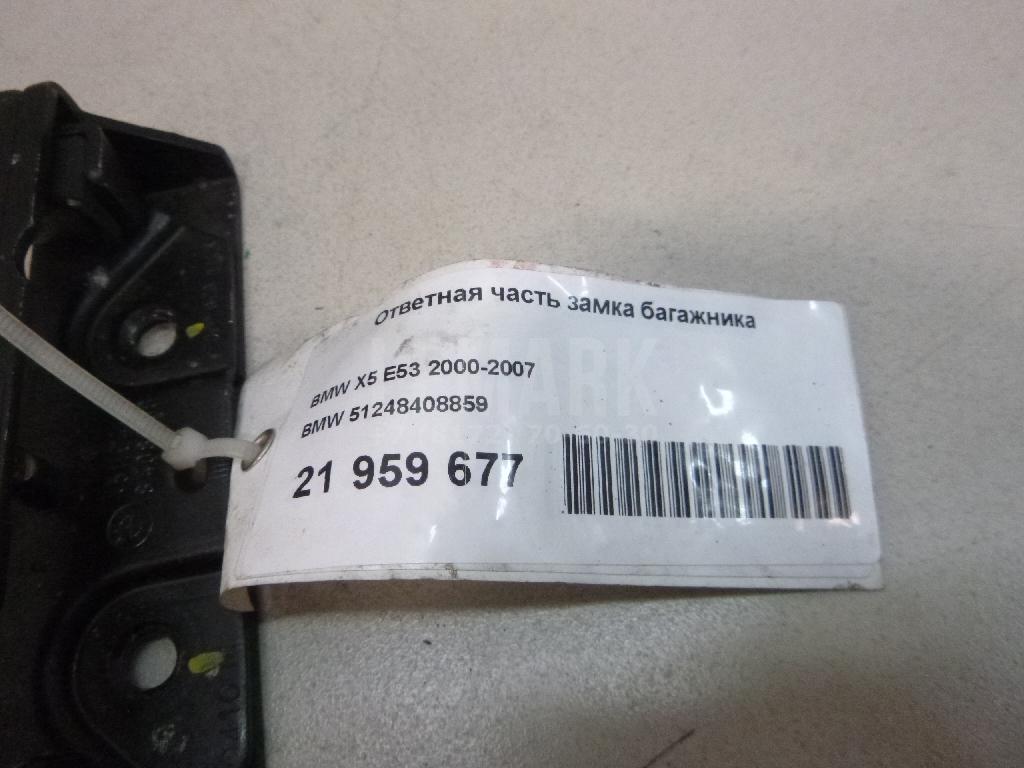 Ответная часть замка багажника
BMW X5 E53 2000-2007
BMW 51248408859
21 959 677